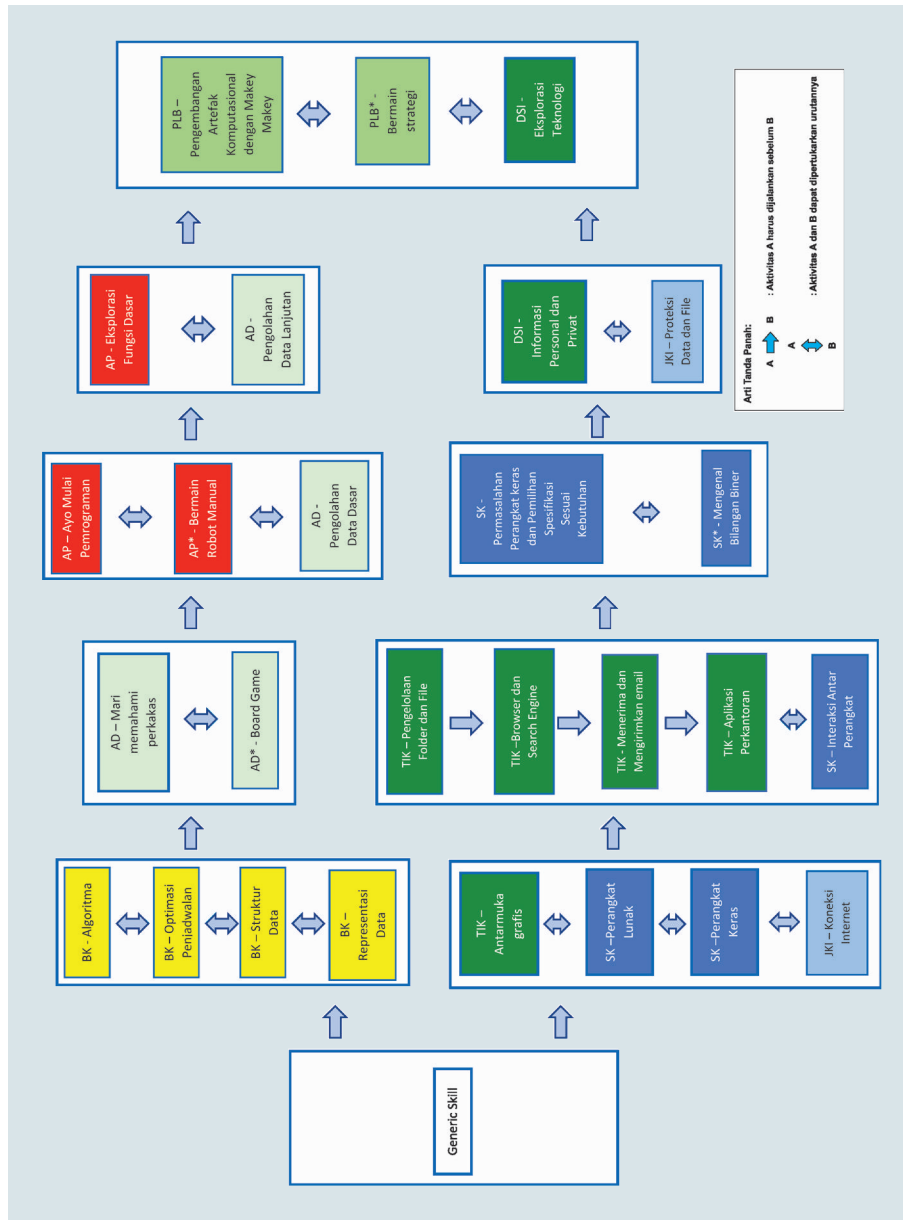 Generic Skill
BK - Algoritma
BK – Optimasi
Penjadwalan
BK – Struktur
Data
BK –
Representasi
Data
AD – Mari
memahami
perkakas
AD* - Board Game
AP – Ayo Mulai
Pemrograman
AP* - Bermain
Robot Manual
AD -
Pengolahan
Data Dasar
AP - Eksplorasi
Fungsi Dasar
AD -
Pengolahan
Data Lanjutan
TIK –
Antarmuka
grafis
SK –Perangkat
Lunak
SK –Perangkat
Keras
JKI – Koneksi
Internet
TIK – Pengelolaan
Folder dan File
TIK –Browser dan
Search Engine
TIK - Menerima dan
Mengirimkan email
TIK – Aplikasi
Perkantoran
SK – Interaksi Antar
Perangkat
SK -
Permasalahan
Perangkat keras
dan Pemilihan
Spesifikasi
Sesuai
Kebutuhan
SK* - Mengenal
Bilangan Biner
DSI -
Informasi
Personal dan
Privat
JKI – Proteksi
Data dan File
PLB –
Pengembangan
Artefak
Komputasional
dengan Makey
Makey
PLB* -
Bermain
strategi
DSI -
Eksplorasi
Teknologi
Arti Tanda Panah:
A B : Aktivitas A harus dijalankan sebelum B
A
B : Aktivitas A dan B dapat dipertukarkan urutannya